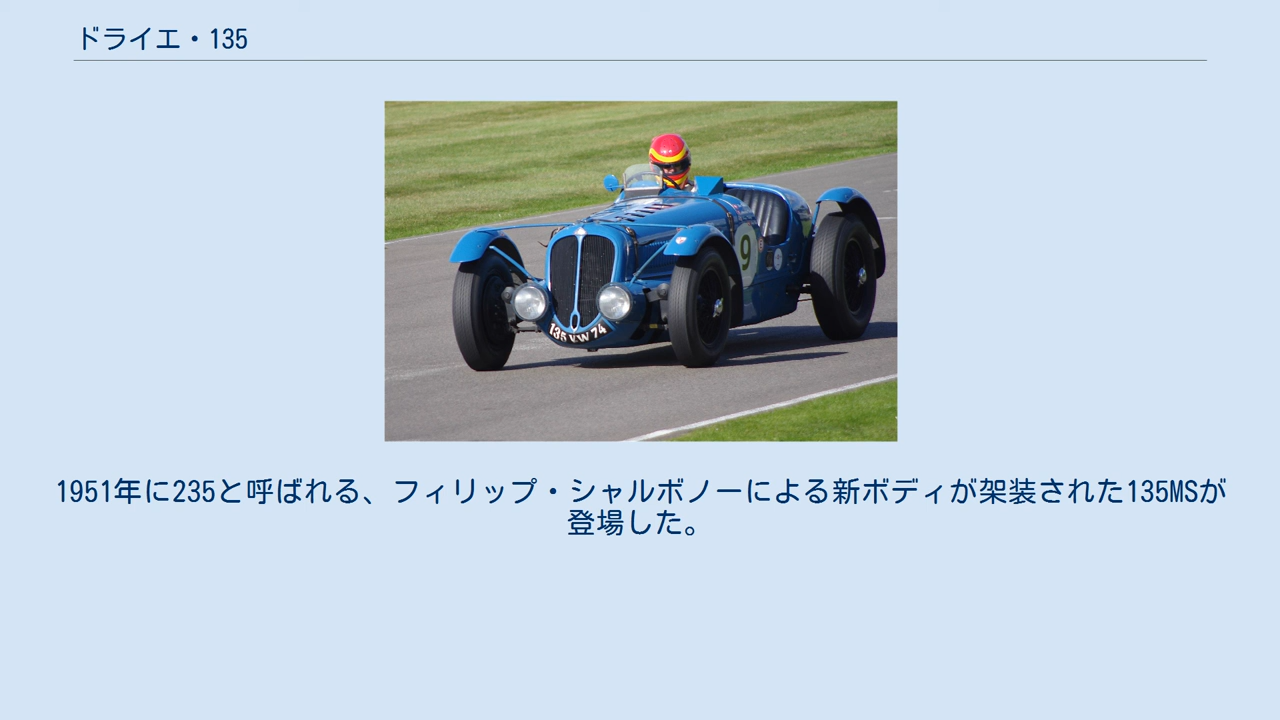 ドライエ・135
9
135 VW 74
1951年に235と呼ばれる、フィリップ・シャルボノーによる新ボディが架装された135MSが
登場した。